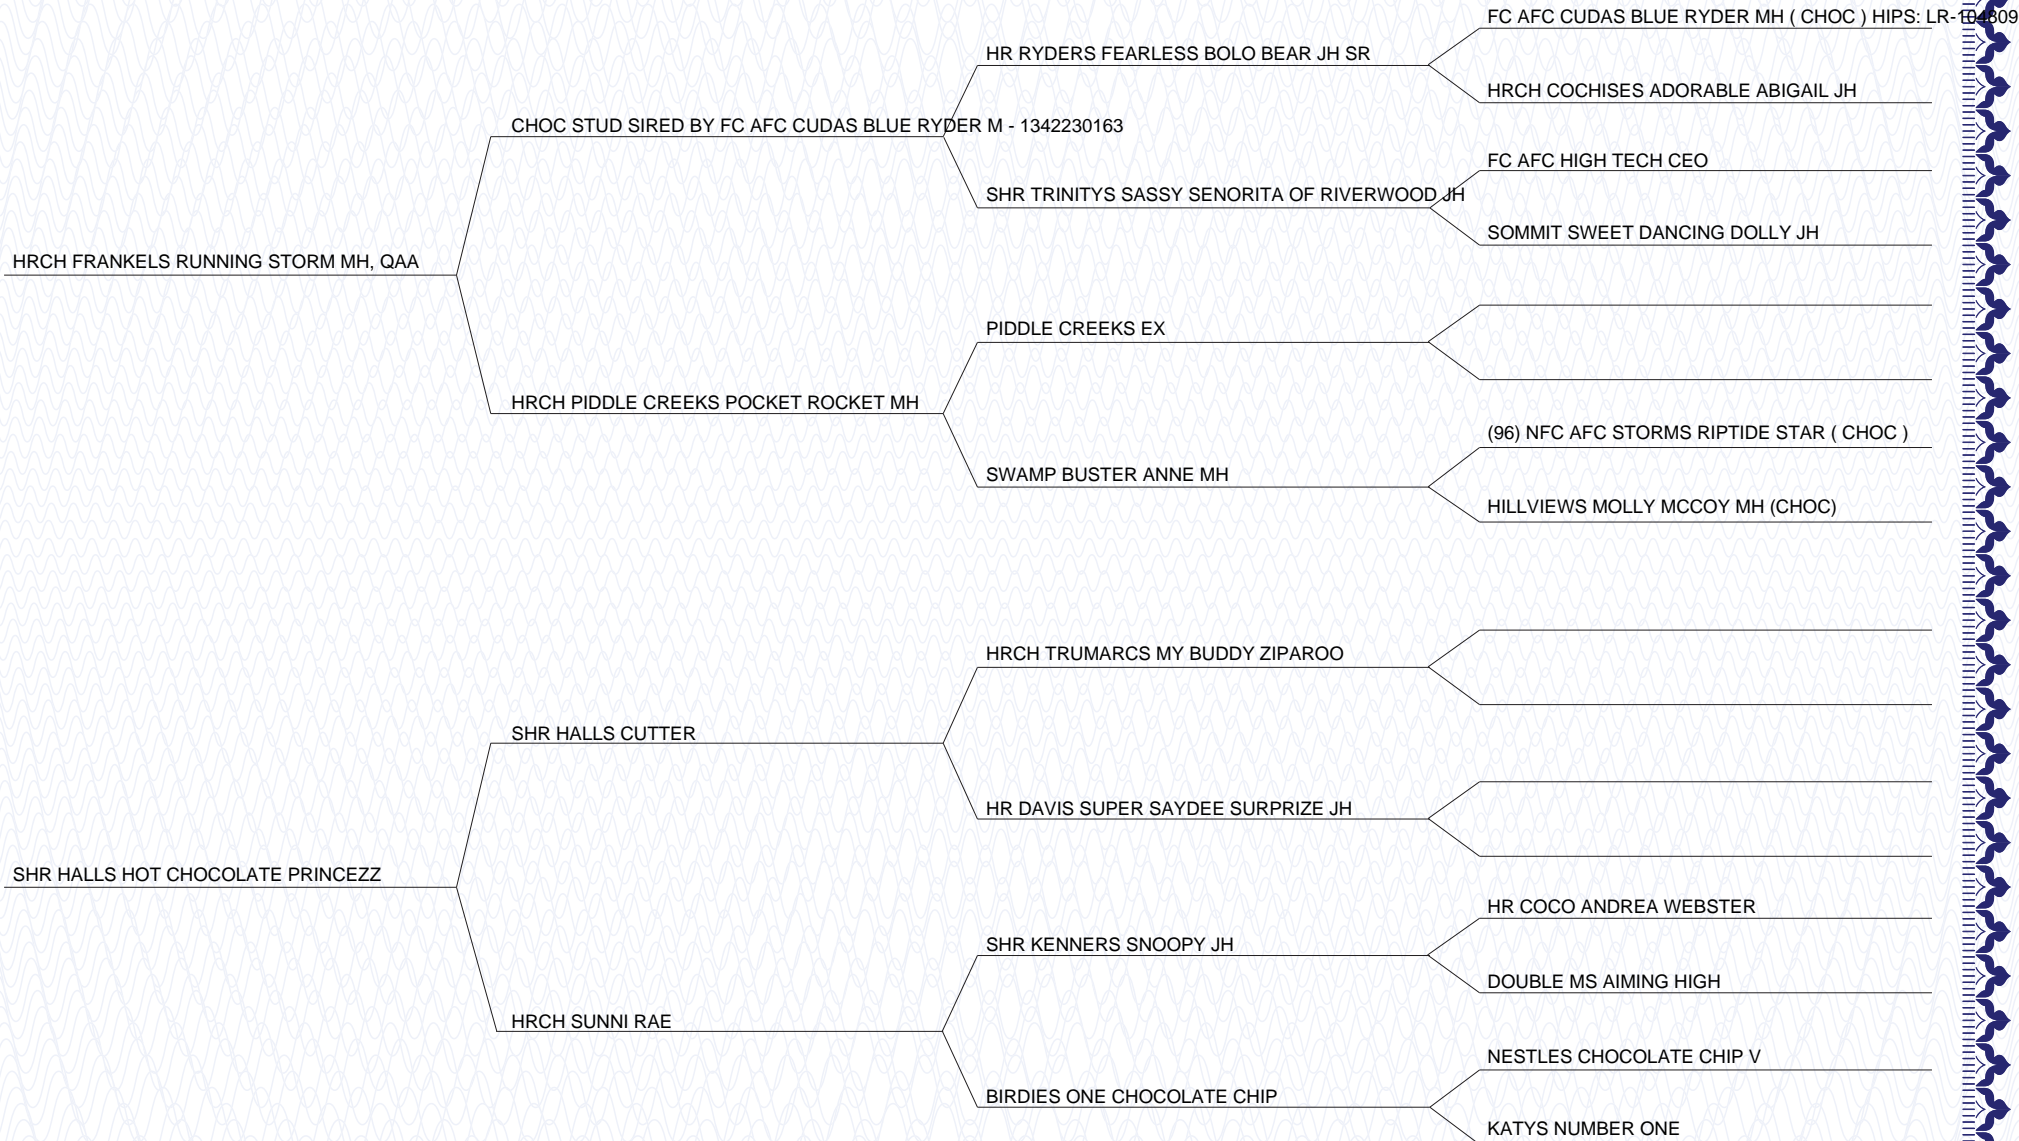 FC AFC CUDAS BLUE RYDER MH ( CHOC ) HIPS: LR-104809
HR RYDERS FEARLESS BOLO BEAR JH SR
HRCH COCHISES ADORABLE ABIGAIL JH
CHOC STUD SIRED BY FC AFC CUDAS BLUE RYDER M - 1342230163
FC AFC HIGH TECH CEO
SHR TRINITYS SASSY SENORITA OF RIVERWOOD JH
SOMMIT SWEET DANCING DOLLY JH
HRCH FRANKELS RUNNING STORM MH, QAA
PIDDLE CREEKS EX
HRCH PIDDLE CREEKS POCKET ROCKET MH
(96) NFC AFC STORMS RIPTIDE STAR ( CHOC )
SWAMP BUSTER ANNE MH
HILLVIEWS MOLLY MCCOY MH (CHOC)
HRCH TRUMARCS MY BUDDY ZIPAROO
SHR HALLS CUTTER
HR DAVIS SUPER SAYDEE SURPRIZE JH
SHR HALLS HOT CHOCOLATE PRINCEZZ
HR COCO ANDREA WEBSTER
SHR KENNERS SNOOPY JH
DOUBLE MS AIMING HIGH
HRCH SUNNI RAE
NESTLES CHOCOLATE CHIP V
BIRDIES ONE CHOCOLATE CHIP
KATYS NUMBER ONE